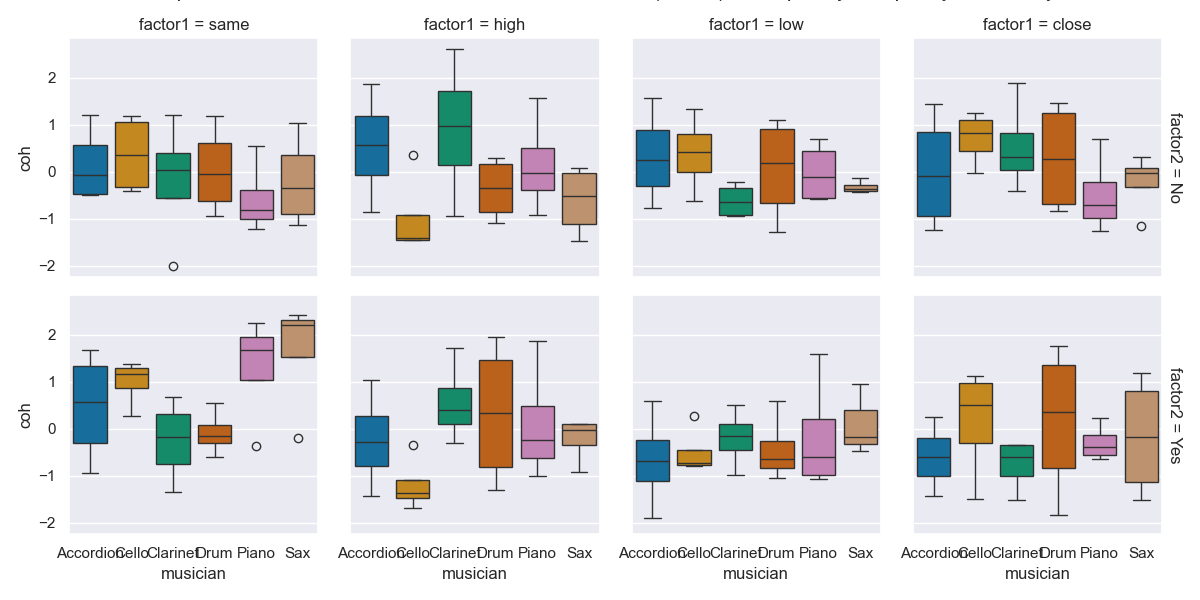 factor1 = same factor1 = high factor1 = low factor1 = close
2
1
0
−1
−2
coh
factor2 = No
2
1
0
−1
−2
coh
factor2 = Yes
Accordion Cello Clarinet Drum Piano Sax Accordion Cello Clarinet Drum Piano Sax Accordion Cello Clarinet Drum Piano Sax Accordion Cello Clarinet Drum Piano Sax
musician musician musician musician